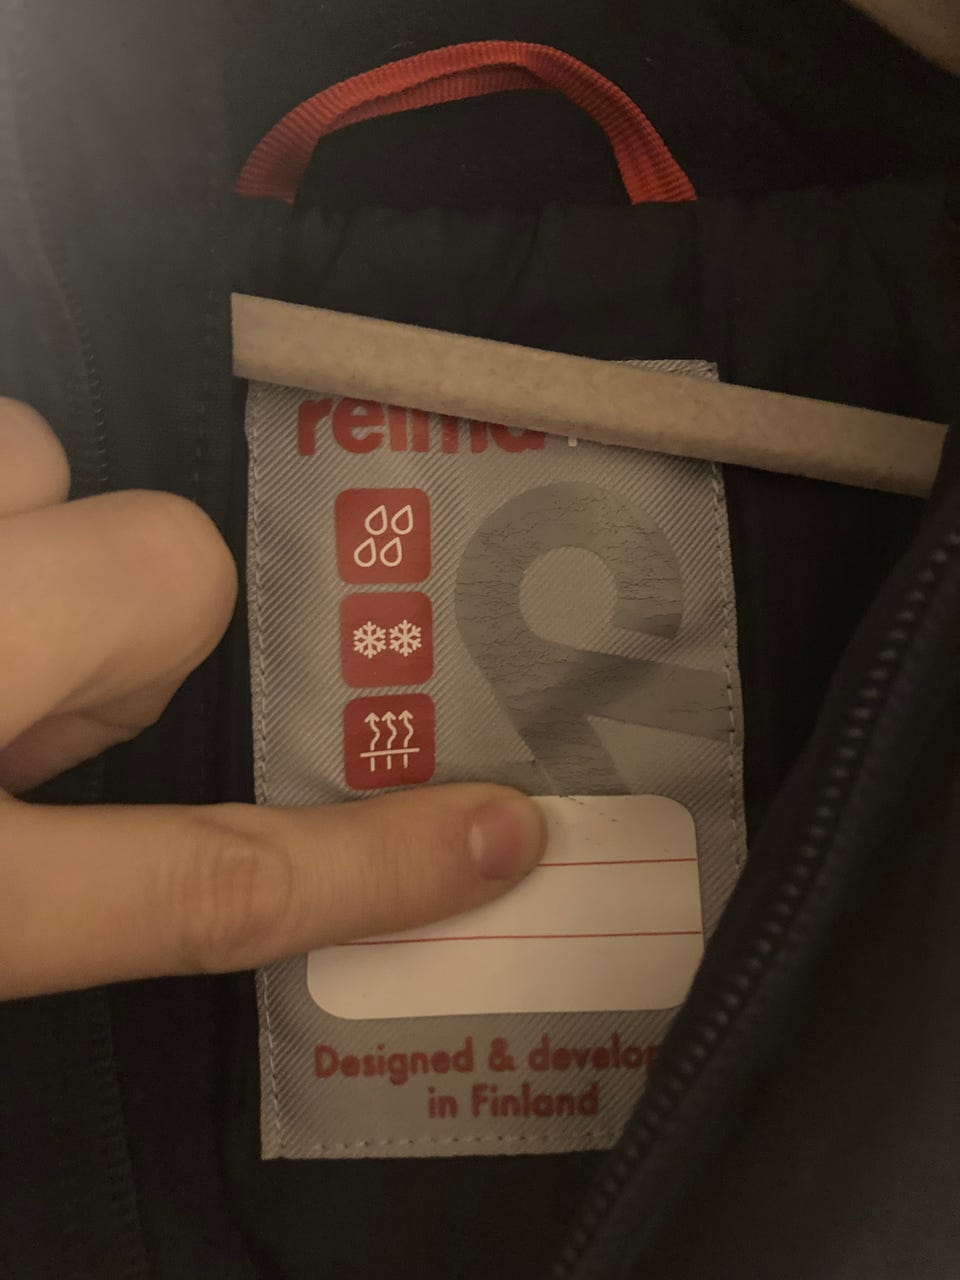 reima
Designed & develop
in Finland